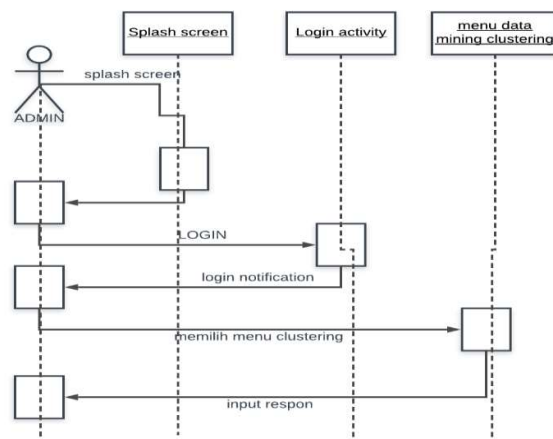 Splash screen
Login activity
menu data
mining clustering
splash screen
ADMIN
LOGIN
login notification
memilih menu clustering
input respon